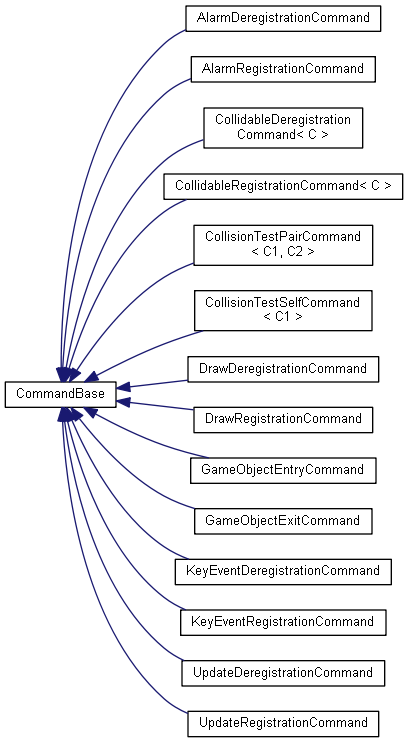 AlarmDeregistrationCommand
AlarmRegistrationCommand
CollidableDeregistration
Command< C >
CollidableRegistrationCommand< C >
CollisionTestPairCommand
< C1, C2 >
CollisionTestSelfCommand
< C1 >
DrawDeregistrationCommand
CommandBase
DrawRegistrationCommand
GameObjectEntryCommand
GameObjectExitCommand
KeyEventDeregistrationCommand
KeyEventRegistrationCommand
UpdateDeregistrationCommand
UpdateRegistrationCommand